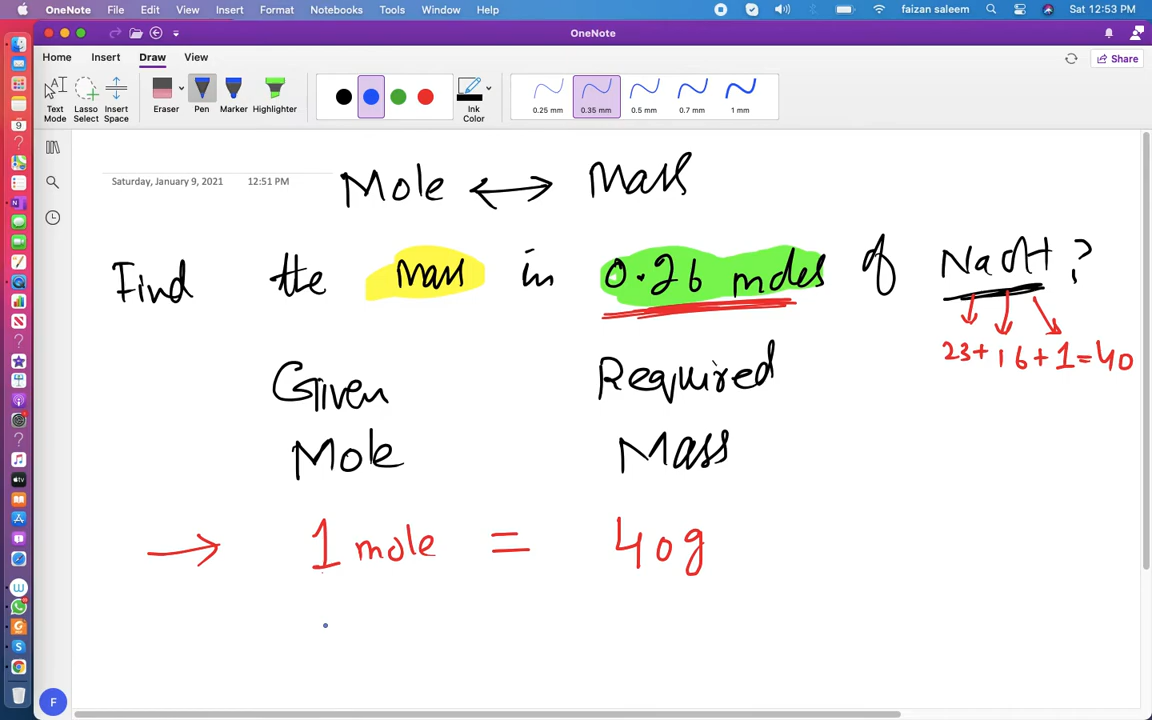 OneNote File Edit View Insert Format Notebooks Tools Window Help faizan saleem Sat 12:53 PM
OneNote
Home Insert Draw View Share
Text Mode Lasso Select Insert Space Eraser Pen Marker Highlighter Ink Color 0.25 mm 0.35 mm 0.5 mm 0.7 mm 1 mm
Saturday, January 9, 2021 12:51 PM
Mole ↔ Mass
Find the Mass in 0.26 moles of NaOH?
23+16+1=40
Given Required
Mole Mass
→ 1 mole = 40g
F